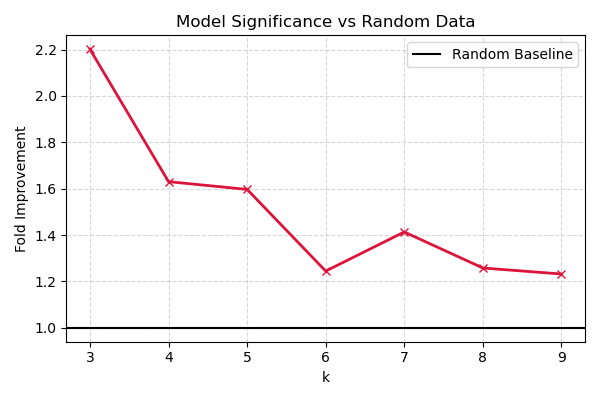 Model Significance vs Random Data
Random Baseline
Fold Improvement
2.2
2.0
1.8
1.6
1.4
1.2
1.0
3 4 5 6 7 8 9
k